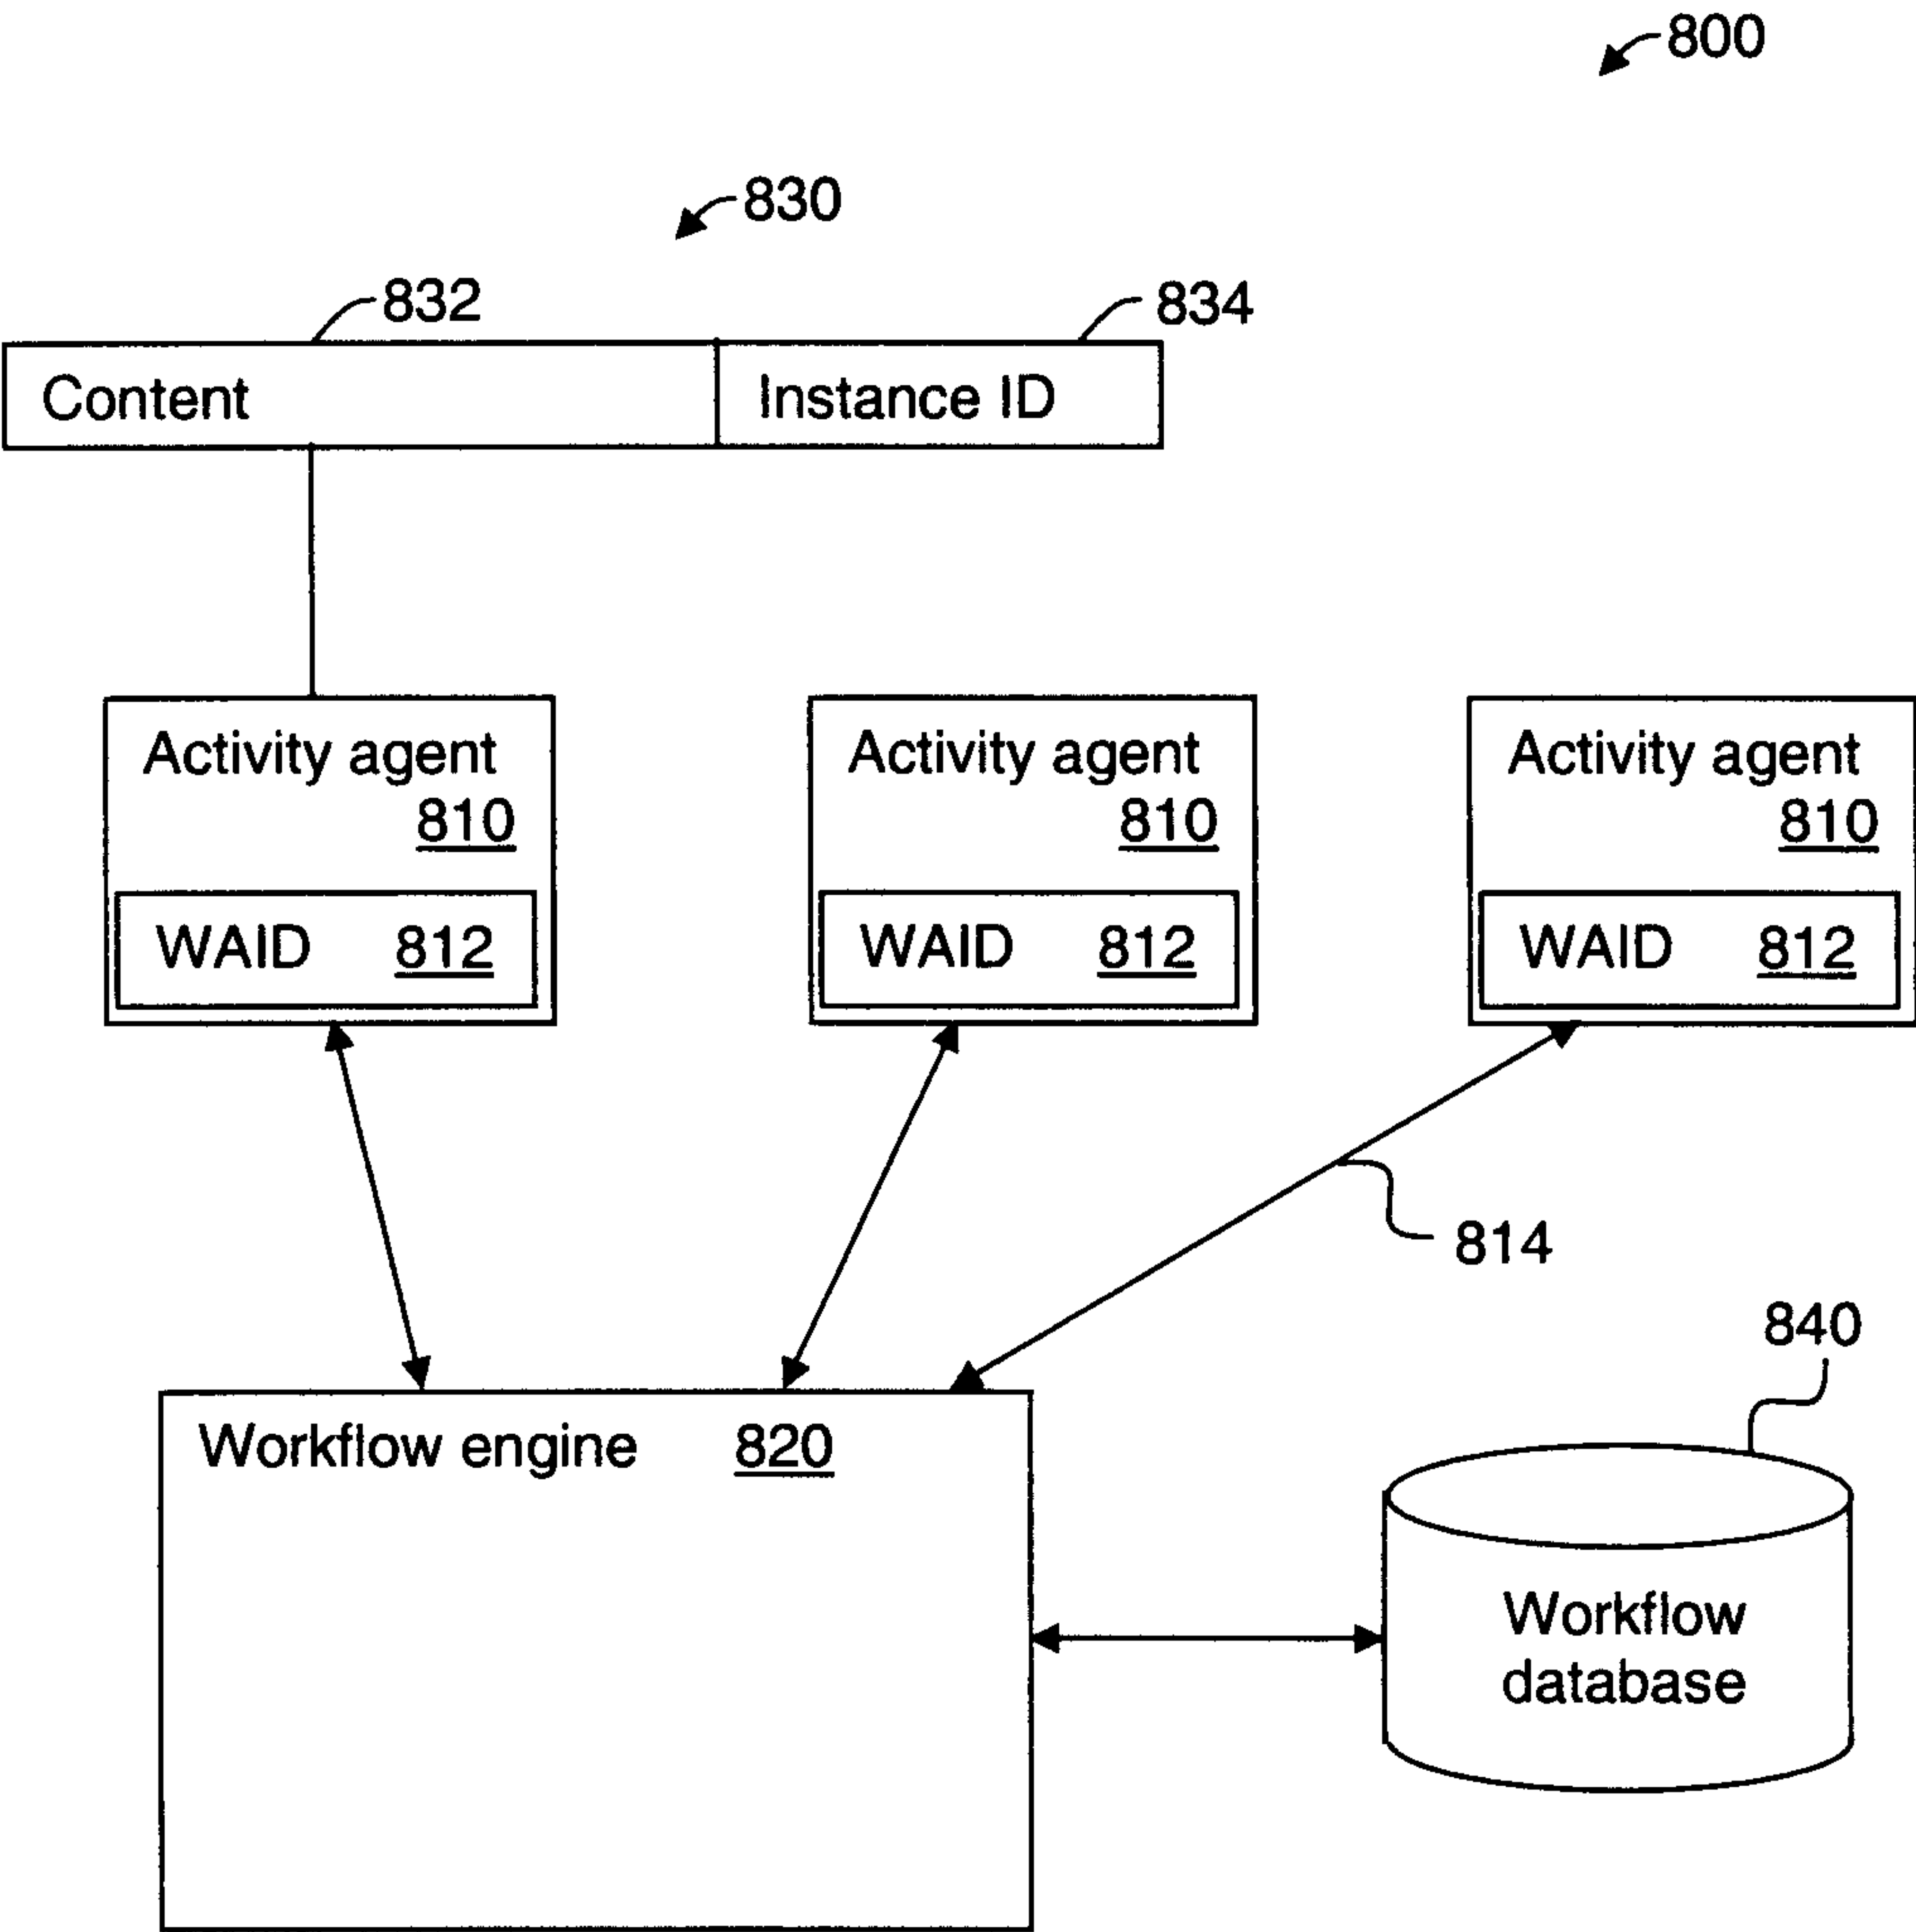 800
830
832
834
Content
Instance ID
Activity agent
810
WAID 812
Activity agent
810
WAID 812
Activity agent
810
WAID 812
814
840
Workflow engine 820
Workflow
database